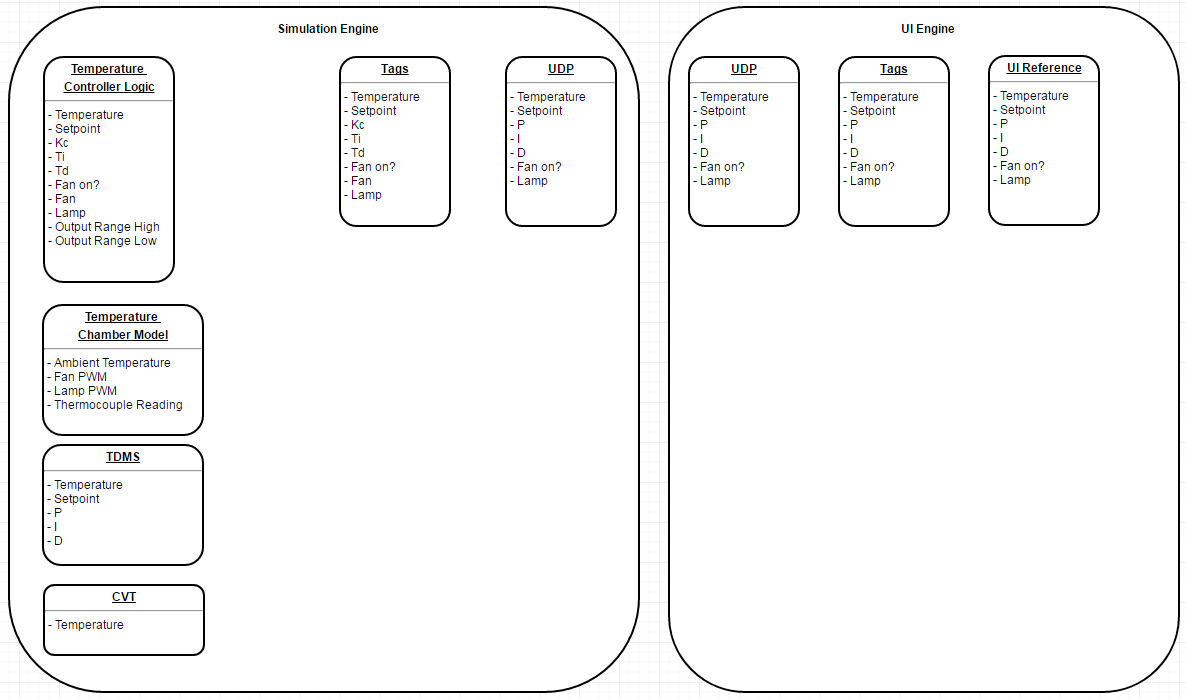 Simulation Engine
Temperature
Controller Logic
- Temperature
- Setpoint
- Kc
- Ti
- Td
- Fan on?
- Fan
- Lamp
- Output Range High
- Output Range Low
Tags
- Temperature
- Setpoint
- Kc
- Ti
- Td
- Fan on?
- Fan
- Lamp
UDP
- Temperature
- Setpoint
- P
- I
- D
- Fan on?
- Lamp
Temperature
Chamber Model
- Ambient Temperature
- Fan PWM
- Lamp PWM
- Thermocouple Reading
TDMS
- Temperature
- Setpoint
- P
- I
- D
CVT
- Temperature
UI Engine
UDP
- Temperature
- Setpoint
- P
- I
- D
- Fan on?
- Lamp
Tags
- Temperature
- Setpoint
- P
- I
- D
- Fan on?
- Lamp
UI Reference
- Temperature
- Setpoint
- P
- I
- D
- Fan on?
- Lamp